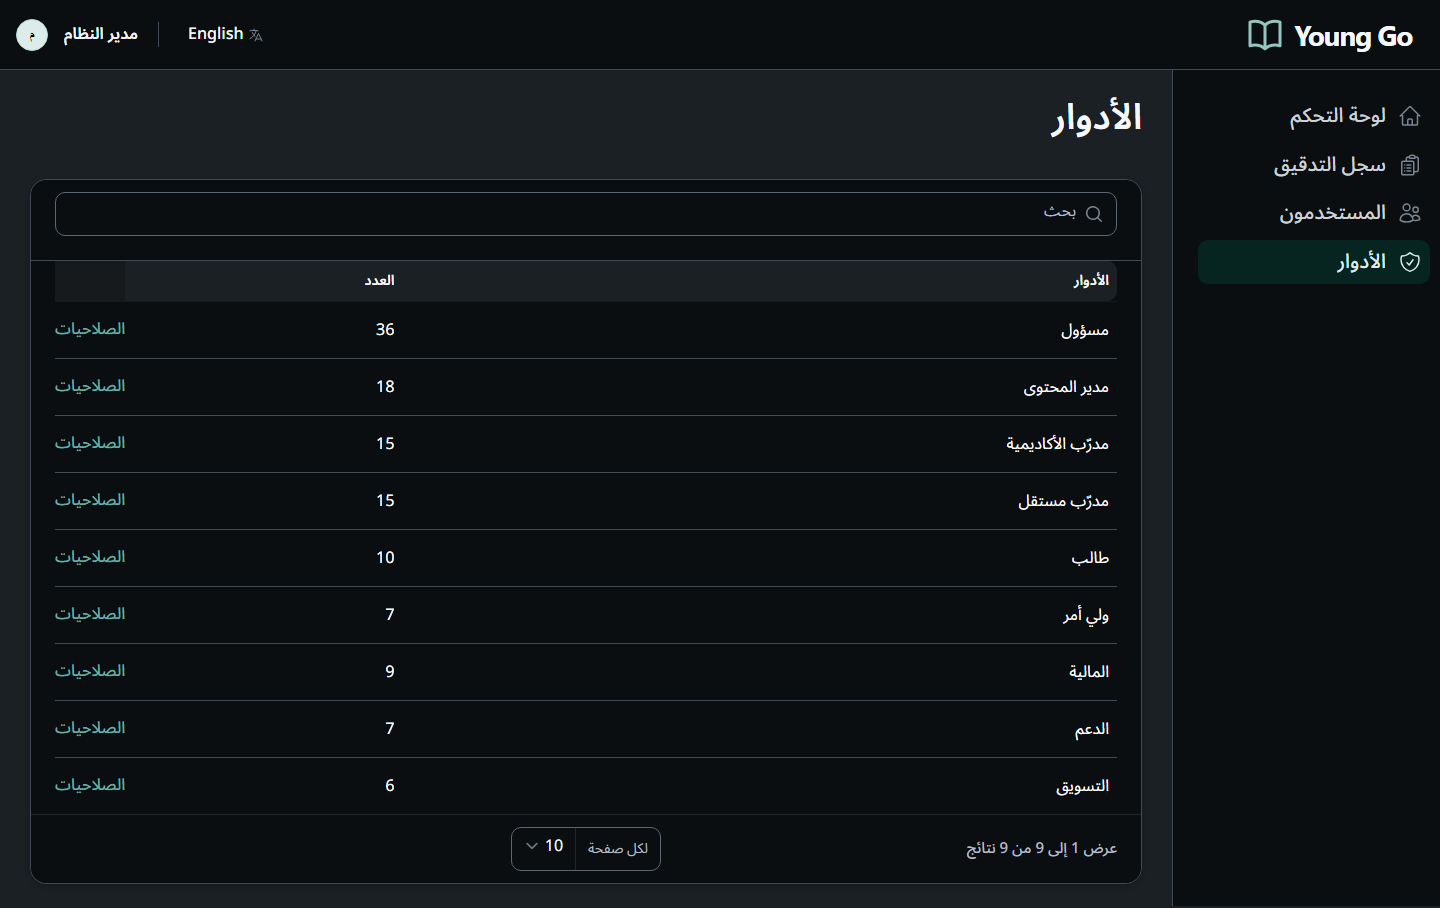 Young Go
English
مدير النظام
م
لوحة التحكم
سجل التدقيق
المستخدمون
الأدوار
الأدوار
بحث
الأدوار العدد
مسؤول 36 الصلاحيات
مدير المحتوى 18 الصلاحيات
مدرّب الأكاديمية 15 الصلاحيات
مدرّب مستقل 15 الصلاحيات
طالب 10 الصلاحيات
ولي أمر 7 الصلاحيات
المالية 9 الصلاحيات
الدعم 7 الصلاحيات
التسويق 6 الصلاحيات
عرض 1 إلى 9 من 9 نتائج
لكل صفحة 10